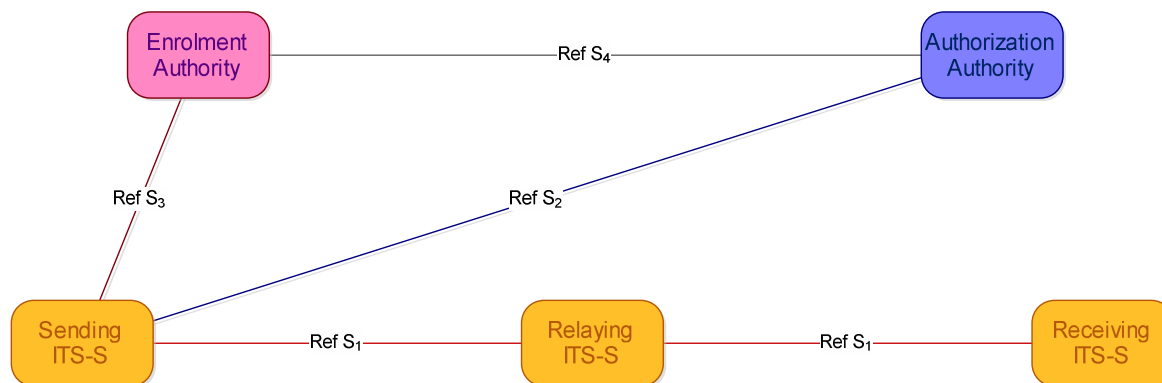 Enrolment
Authority
Ref S₄
Authorization
Authority
Ref S₃
Ref S₂
Sending
ITS-S
Ref S₁
Relaying
ITS-S
Ref S₁
Receiving
ITS-S